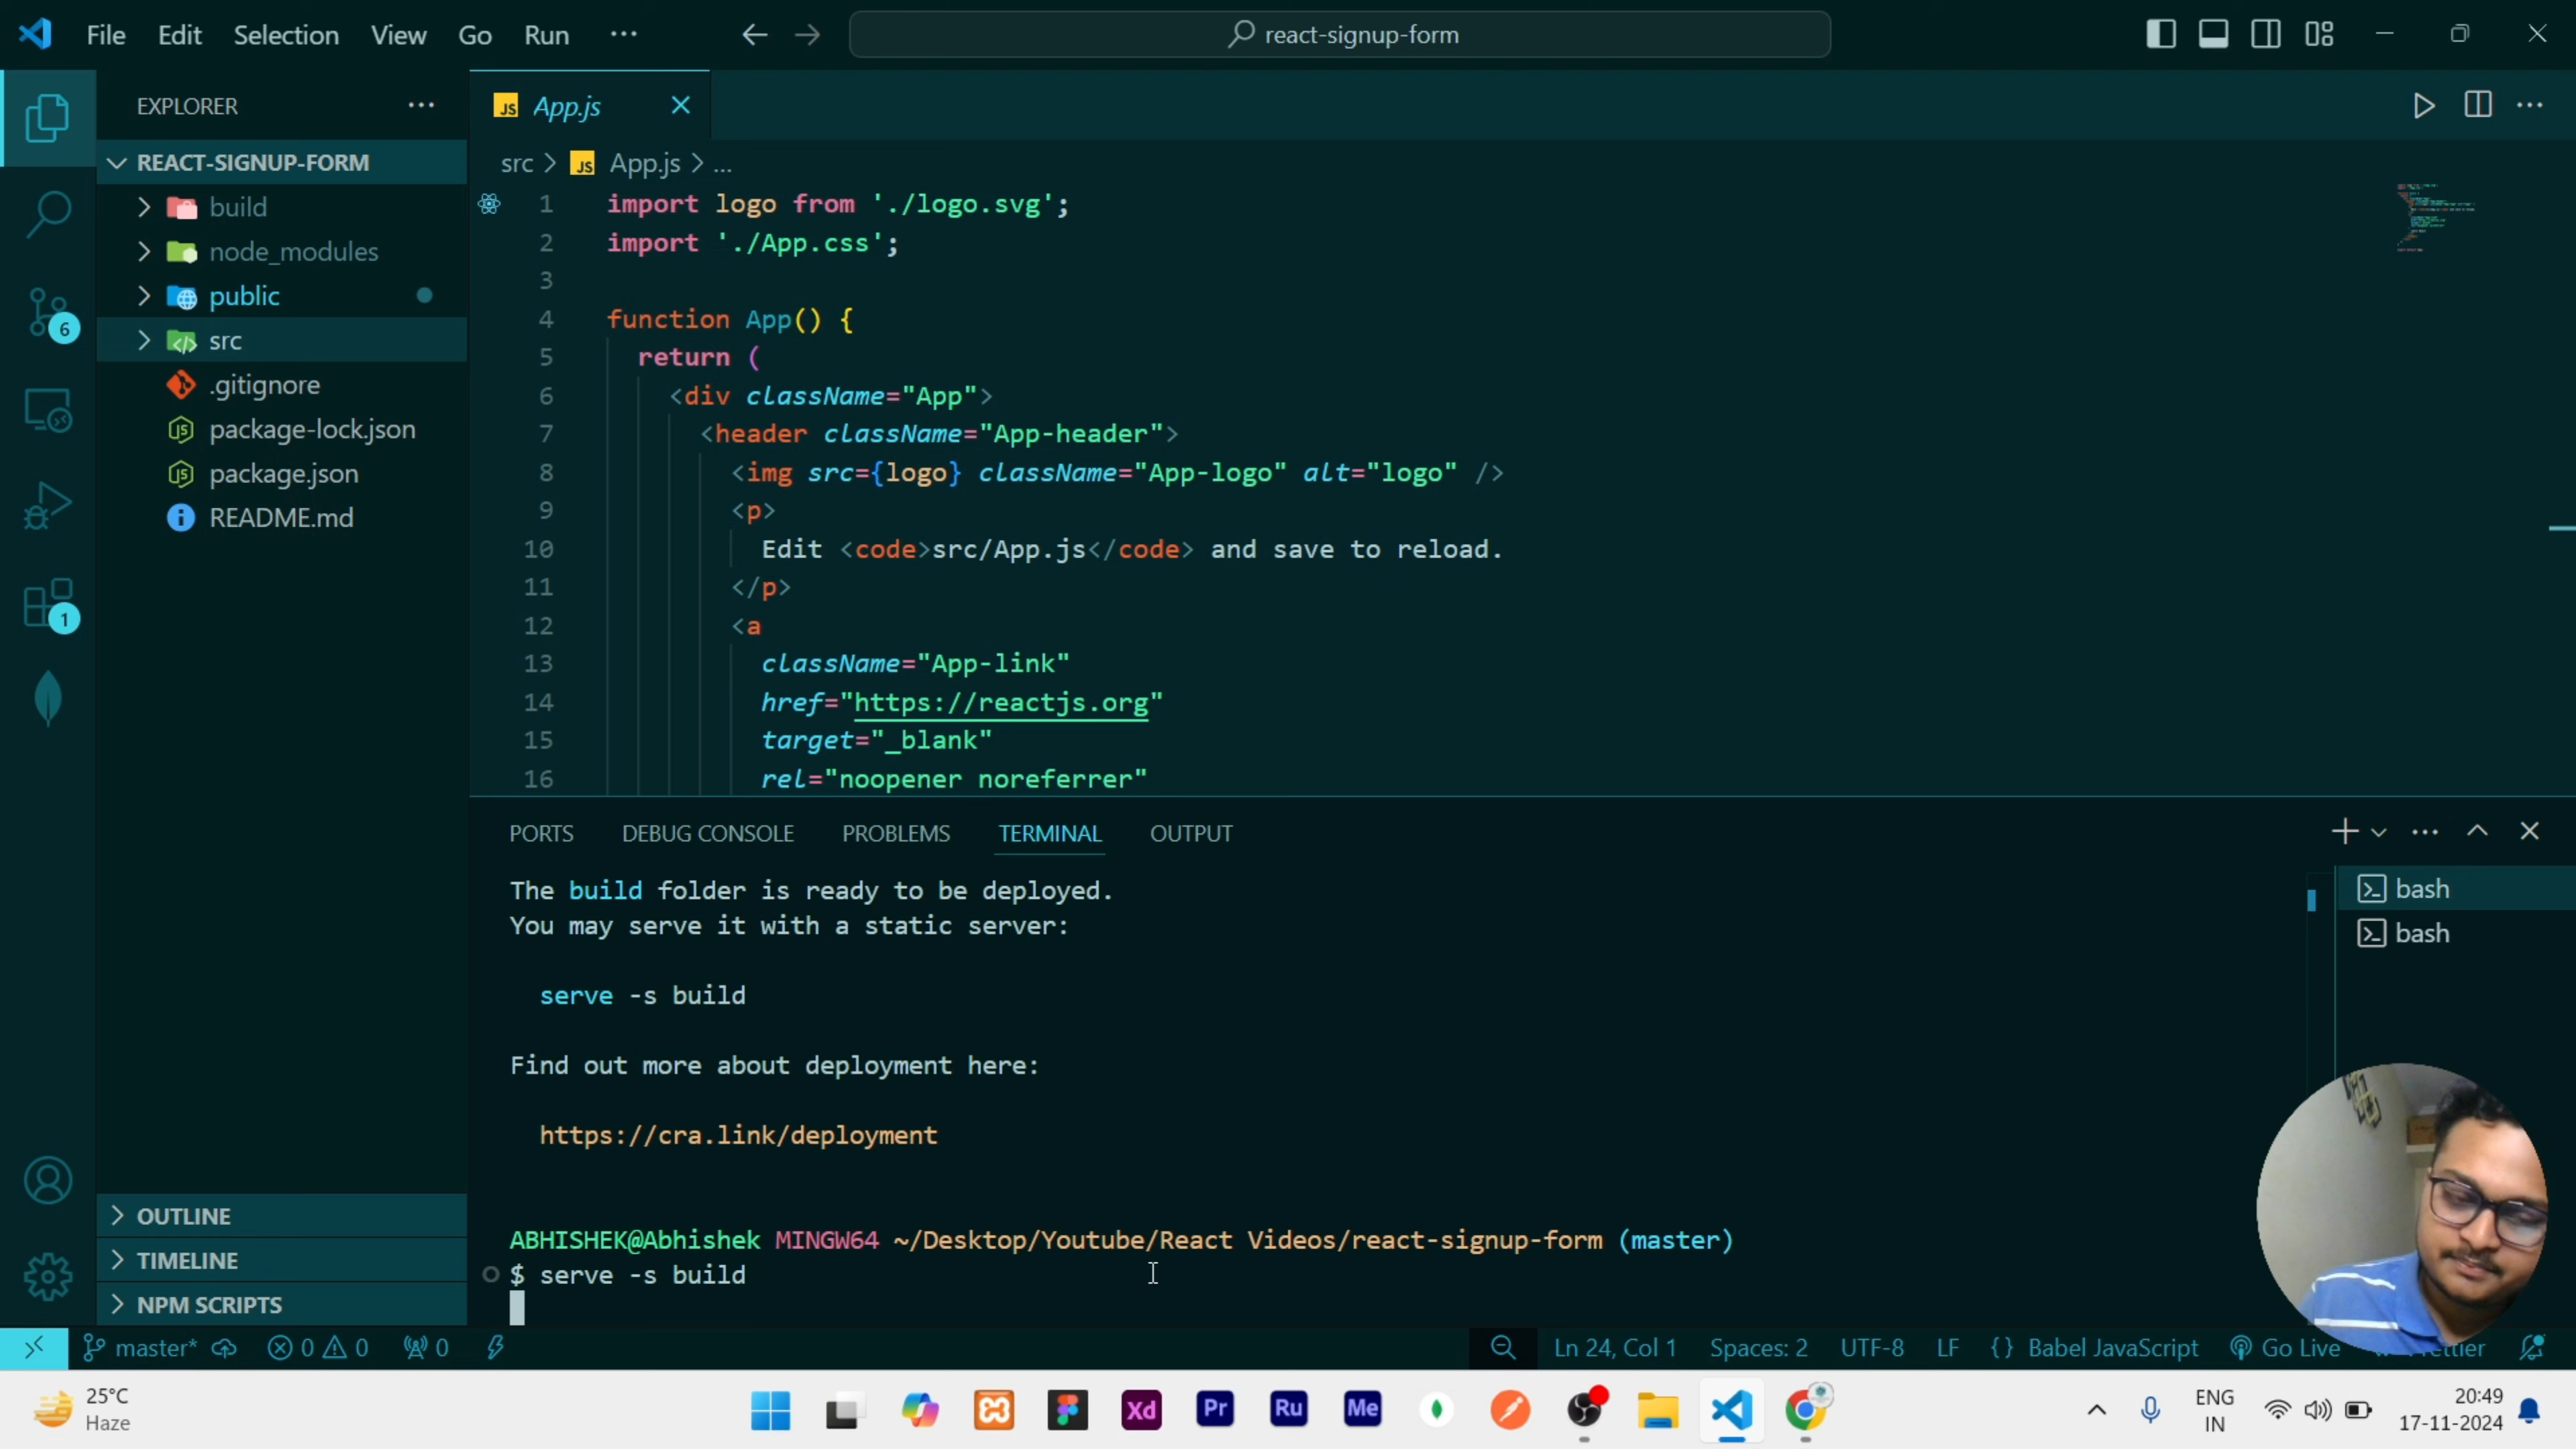 File Edit Selection View Go Run ... react-signup-form
EXPLORER ...
REACT-SIGNUP-FORM
build
node_modules
public
src
.gitignore
package-lock.json
package.json
README.md
OUTLINE
TIMELINE
NPM SCRIPTS
6
1
JS App.js
src > JS App.js > ...
1 import logo from './logo.svg';
2 import './App.css';
3
4 function App() {
5 return (
6 <div className="App">
7 <header className="App-header">
8 <img src={logo} className="App-logo" alt="logo" />
9 <p>
10 Edit <code>src/App.js</code> and save to reload.
11 </p>
12 <a
13 className="App-link"
14 href="https://reactjs.org"
15 target="_blank"
16 rel="noopener noreferrer"
PORTS DEBUG CONSOLE PROBLEMS TERMINAL OUTPUT
The build folder is ready to be deployed.
You may serve it with a static server:
serve -s build
Find out more about deployment here:
https://cra.link/deployment
ABHISHEK@Abhishek MINGW64 ~/Desktop/Youtube/React Videos/react-signup-form (master)
$ serve -s build
bash
bash
master* 0 0 0 Ln 24, Col 1 Spaces: 2 UTF-8 LF {} Babel JavaScript Go Live
25°C
Haze
Xd Pr Ru Me
ENG
IN
20:49
17-11-2024